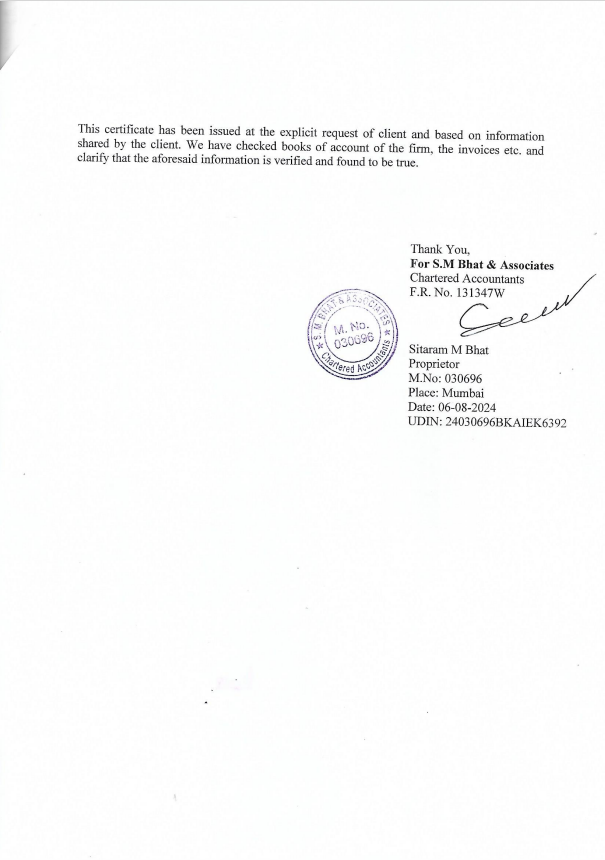 This certificate has been issued at the explicit request of client and based on information
shared by the client. We have checked books of account of the firm, the invoices etc. and
clarify that the aforesaid information is verified and found to be true.
Thank You,
For S.M Bhat & Associates
Chartered Accountants
F.R. No. 131347W
S. M BHAT & ASSOCIATES
M. No.
030696
Chartered Accountants
Sitaram M Bhat
Proprietor
M.No: 030696
Place: Mumbai
Date: 06-08-2024
UDIN: 24030696BKAIEK6392